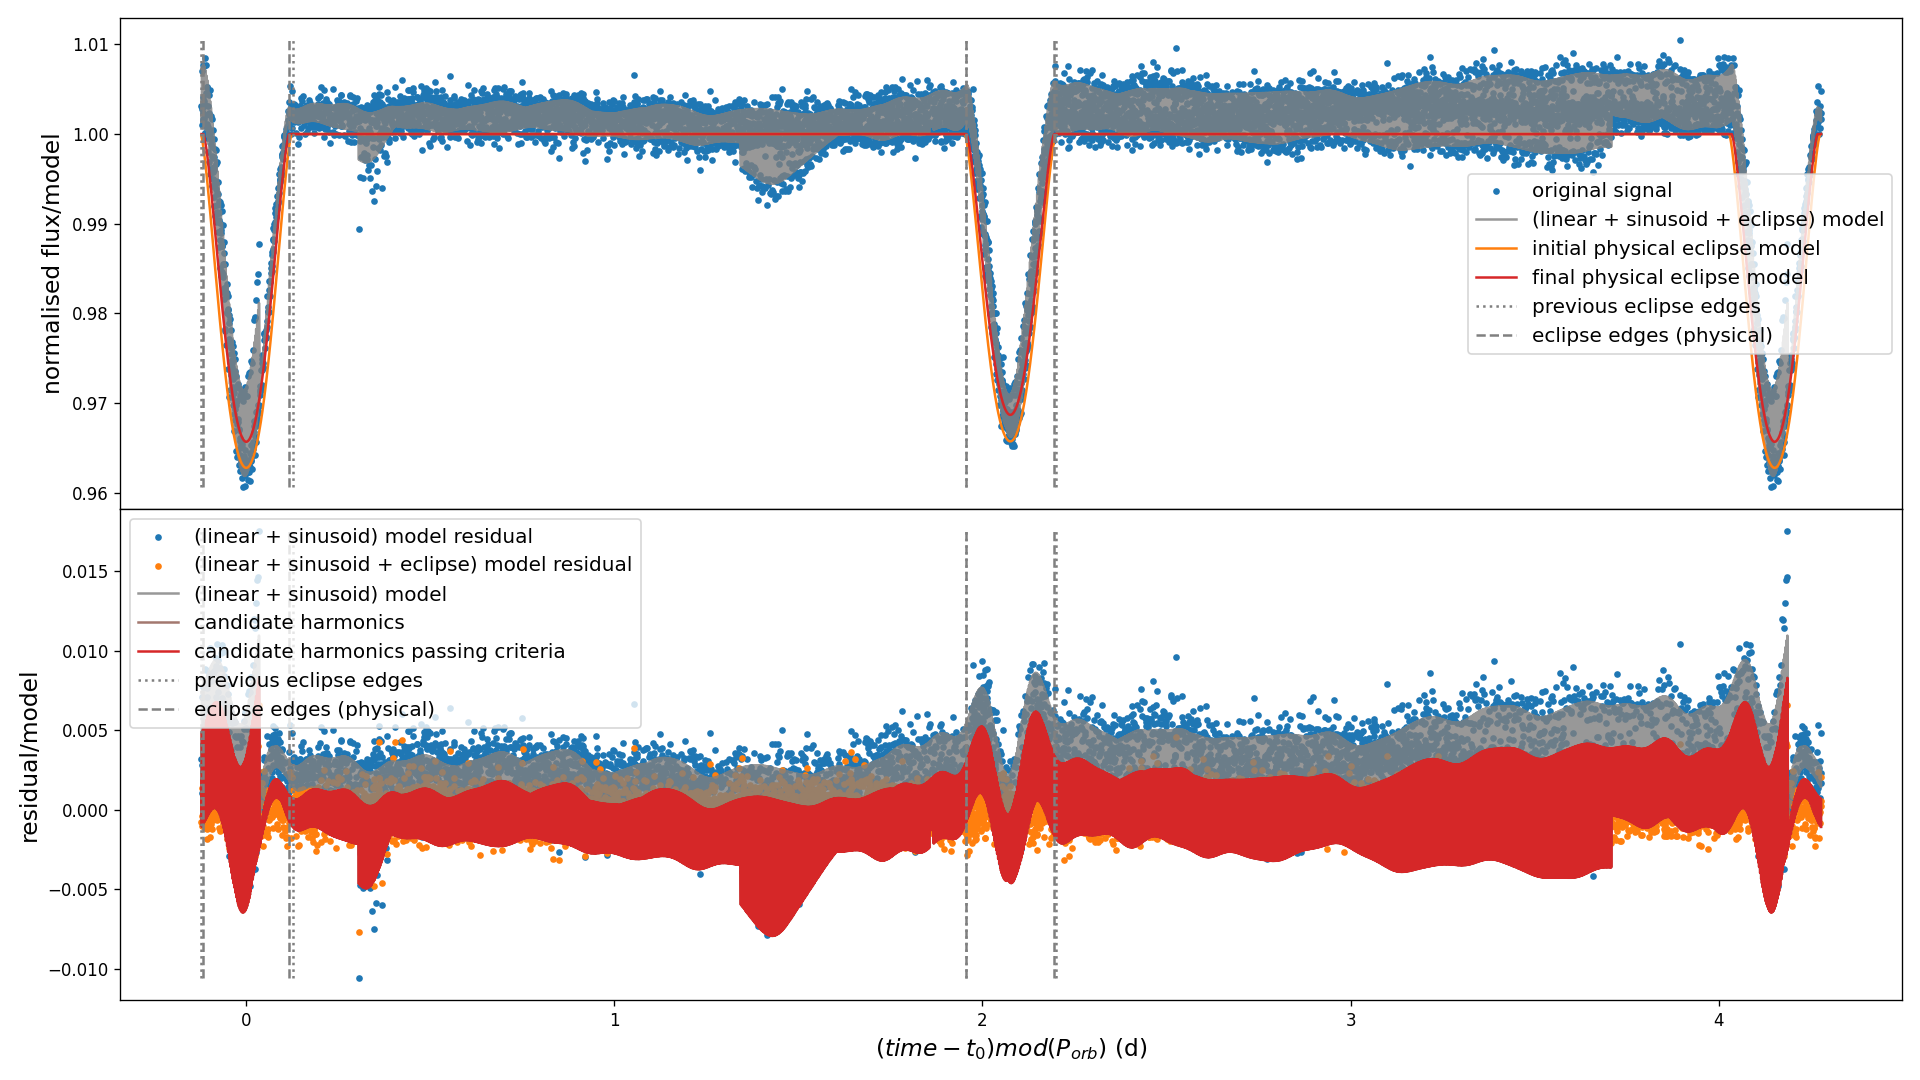 normalised flux/model
1.01
1.00
0.99
0.98
0.97
0.96
original signal
(linear + sinusoid + eclipse) model
initial physical eclipse model
final physical eclipse model
previous eclipse edges
eclipse edges (physical)
residual/model
0.015
0.010
0.005
0.000
−0.005
−0.010
(linear + sinusoid) model residual
(linear + sinusoid + eclipse) model residual
(linear + sinusoid) model
candidate harmonics
candidate harmonics passing criteria
previous eclipse edges
eclipse edges (physical)
0 1 2 3 4
(time − t₀)mod(Pₒᵣb) (d)